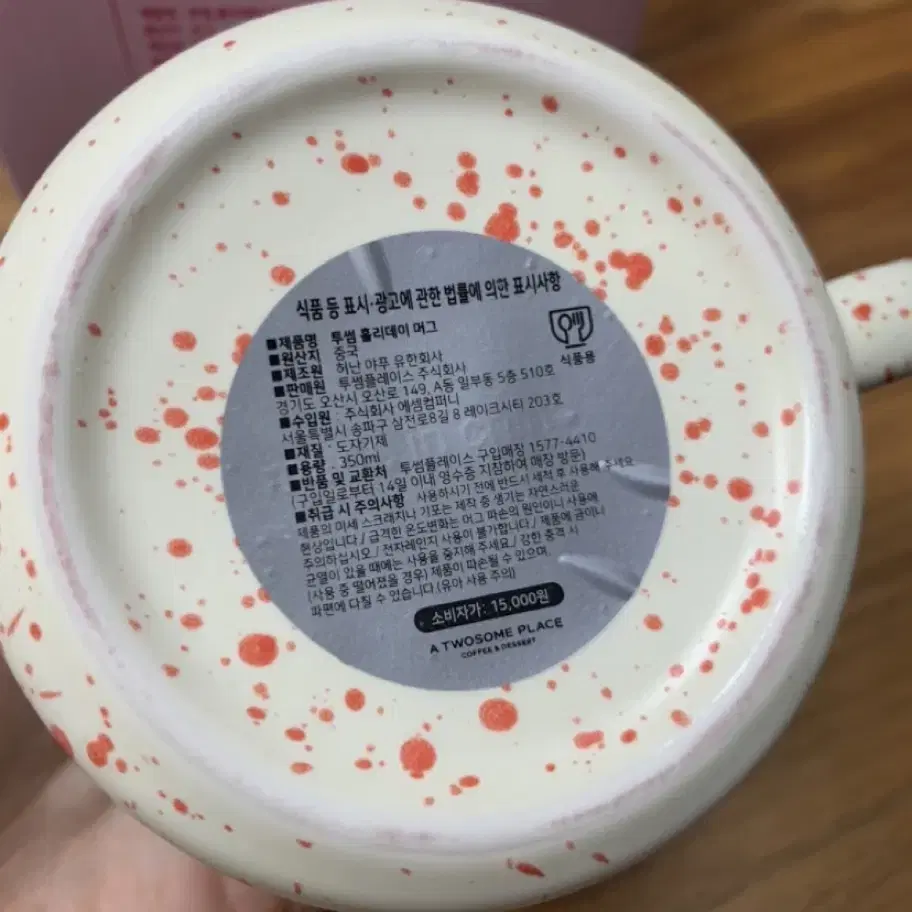 식품 등 표시·광고에 관한 법률에 의한 표시사항
■제품명 투썸 홀리데이 머그
■원산지 중국
■제조원 허난 야푸 유한회사
■판매원 투썸플레이스 주식회사
경기도 오산시 오산로 149, A동 일부동 5층 510호
■수입원 : 주식회사 에셈컴퍼니
서울특별시 송파구 삼전로8길 8 레이크시티 203호
■재질 : 도자기제
■용량 : 350ml
■반품 및 교환처 투썸플레이스 구입매장 1577-4410
(구입일로부터 14일 이내 영수증 지참하여 매장 방문)
■취급 시 주의사항 사용하시기 전에 반드시 세척 후 사용해 주세요
제품의 미세 스크래치나 기포는 제작 중 생기는 자연스러운
현상입니다 / 급격한 온도변화는 머그 파손의 원인이니 사용에
주의하십시오 / 전자레인지 사용이 불가합니다 / 제품에 금이나
균열이 있을 때에는 사용을 중지해 주세요 / 강한 충격 시
(사용 중 떨어졌을 경우) 제품이 파손될 수 있으며,
파편에 다칠 수 있습니다 (유아 사용 주의)
식품용
소비자가: 15,000원
A TWOSOME PLACE
COFFEE & DESSERT